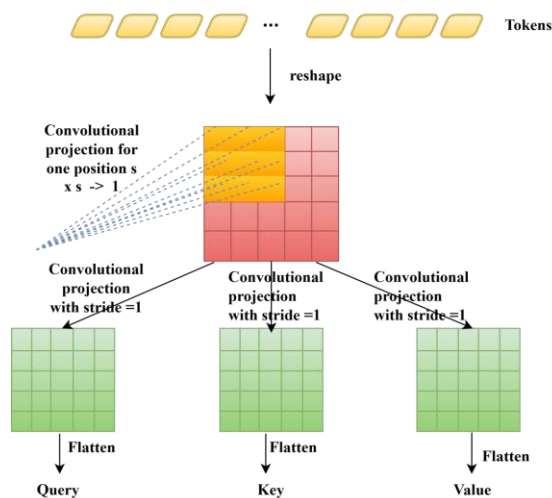 Tokens
...
reshape
Convolutional
projection for
one position s
x s -> 1
Convolutional
projection
with stride =1
Convolutional
projection
with stride =1
Convolutional
projection
with stride =1
Flatten
Flatten
Flatten
Query
Key
Value